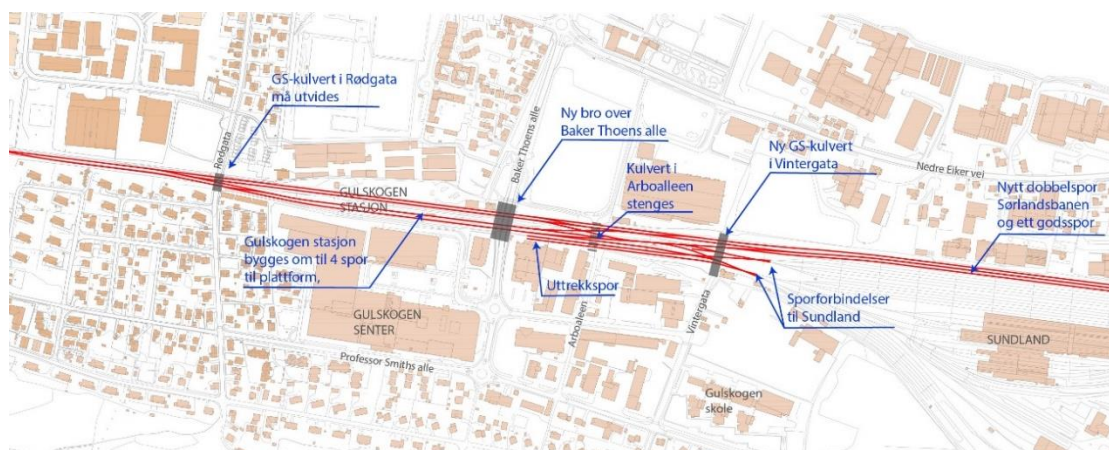 GS-kulvert i Rødgata
må utvides
Rødgata
GULSKOGEN
STASJON
Gulskogen stasjon
bygges om til 4 spor
til plattform,
GULSKOGEN
SENTER
Professor Smiths alle
Baker Thoens alle
Ny bro over
Baker Thoens alle
Kulvert i
Arboalleen
stenges
Uttrekkspor
Arboaleen
Ny GS-kulvert
i Vintergata
Vintergata
Gulskogen
skole
Nedre Eiker vei
Nytt dobbelspor
Sørlandsbanen
og ett godsspor
Sporforbindelser
til Sundland
SUNDLAND